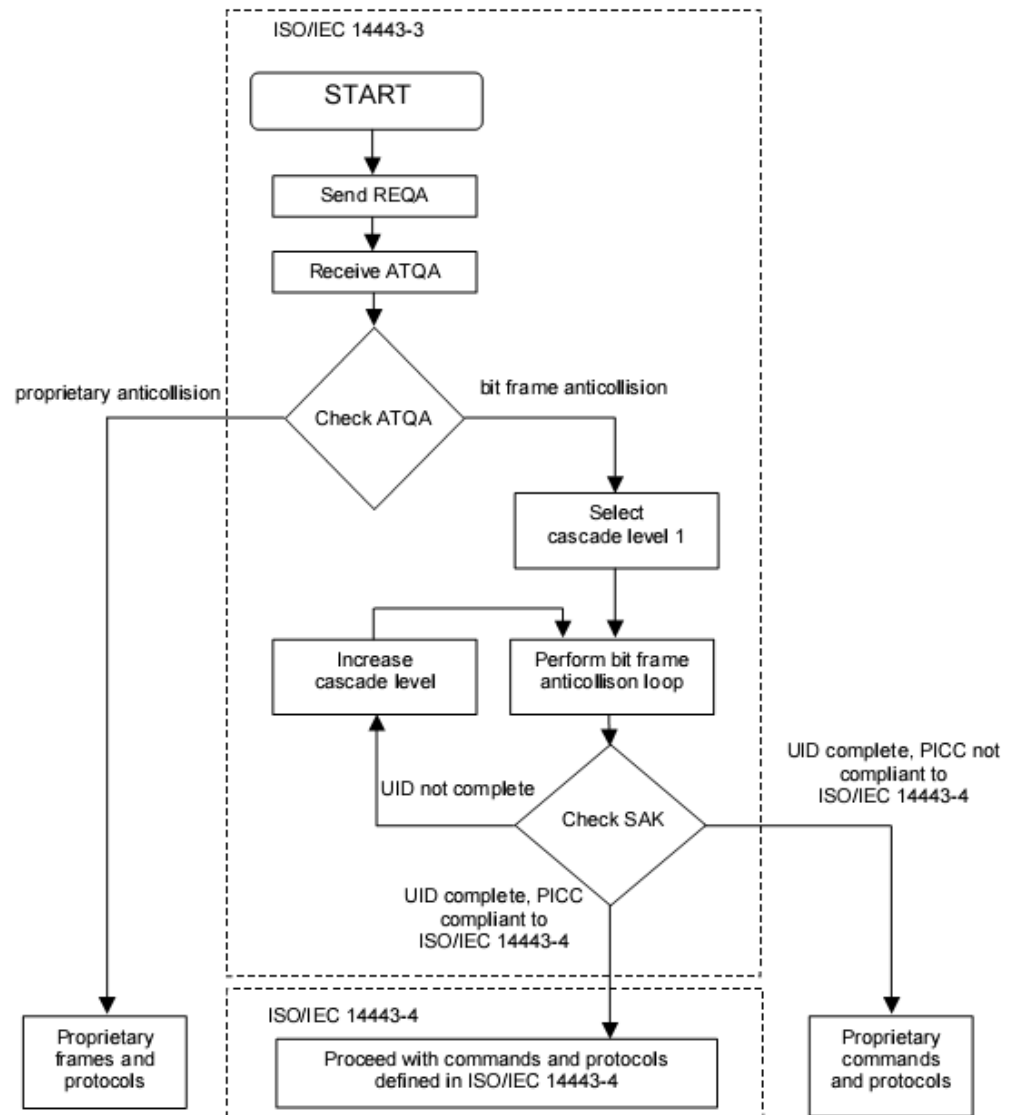 ISO/IEC 14443-3
START
Send REQA
Receive ATQA
proprietary anticollision
bit frame anticollision
Check ATQA
Select
cascade level 1
Increase
cascade level
Perform bit frame
anticollison loop
UID not complete
Check SAK
UID complete, PICC not
compliant to
ISO/IEC 14443-4
UID complete, PICC
compliant to
ISO/IEC 14443-4
ISO/IEC 14443-4
Proprietary
frames and
protocols
Proceed with commands and protocols
defined in ISO/IEC 14443-4
Proprietary
commands
and protocols